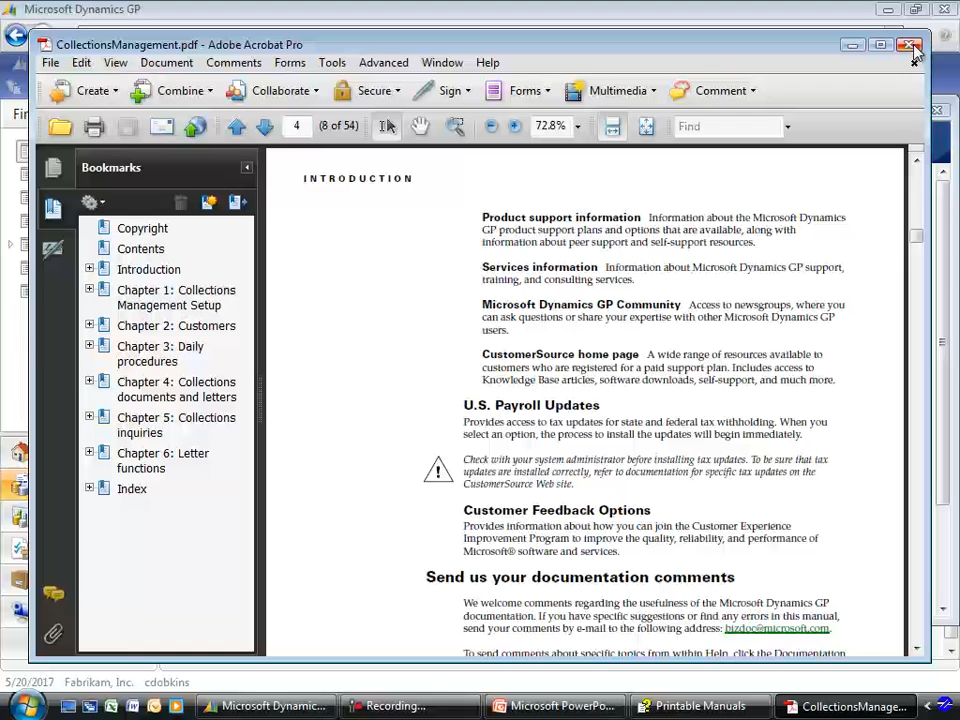 Microsoft Dynamics GP
CollectionsManagement.pdf - Adobe Acrobat Pro
File Edit View Document Comments Forms Tools Advanced Window Help
Create Combine Collaborate Secure Sign Forms Multimedia Comment
4 (8 of 54) 72.8% Find
Bookmarks
Copyright
Contents
Introduction
Chapter 1: Collections
Management Setup
Chapter 2: Customers
Chapter 3: Daily
procedures
Chapter 4: Collections
documents and letters
Chapter 5: Collections
inquiries
Chapter 6: Letter
functions
Index
INTRODUCTION
Product support information Information about the Microsoft Dynamics
GP product support plans and options that are available, along with
information about peer support and self-support resources.
Services information Information about Microsoft Dynamics GP support,
training, and consulting services.
Microsoft Dynamics GP Community Access to newsgroups, where you
can ask questions or share your expertise with other Microsoft Dynamics GP
users.
CustomerSource home page A wide range of resources available to
customers who are registered for a paid support plan. Includes access to
Knowledge Base articles, software downloads, self-support, and much more.
U.S. Payroll Updates
Provides access to tax updates for state and federal tax withholding. When you
select an option, the process to install the updates will begin immediately.
Check with your system administrator before installing tax updates. To be sure that tax
updates are installed correctly, refer to documentation for specific tax updates on the
CustomerSource Web site.
Customer Feedback Options
Provides information about how you can join the Customer Experience
Improvement Program to improve the quality, reliability, and performance of
Microsoft® software and services.
Send us your documentation comments
We welcome comments regarding the usefulness of the Microsoft Dynamics GP
documentation. If you have specific suggestions or find any errors in this manual,
send your comments by e-mail to the following address: bizdoc@microsoft.com.
To send comments about specific topics from within Help, click the Documentation
Fin
5/20/2017 Fabrikam, Inc. cdobkins
Microsoft Dynamic... Recording... Microsoft PowerPo... Printable Manuals CollectionsManage...